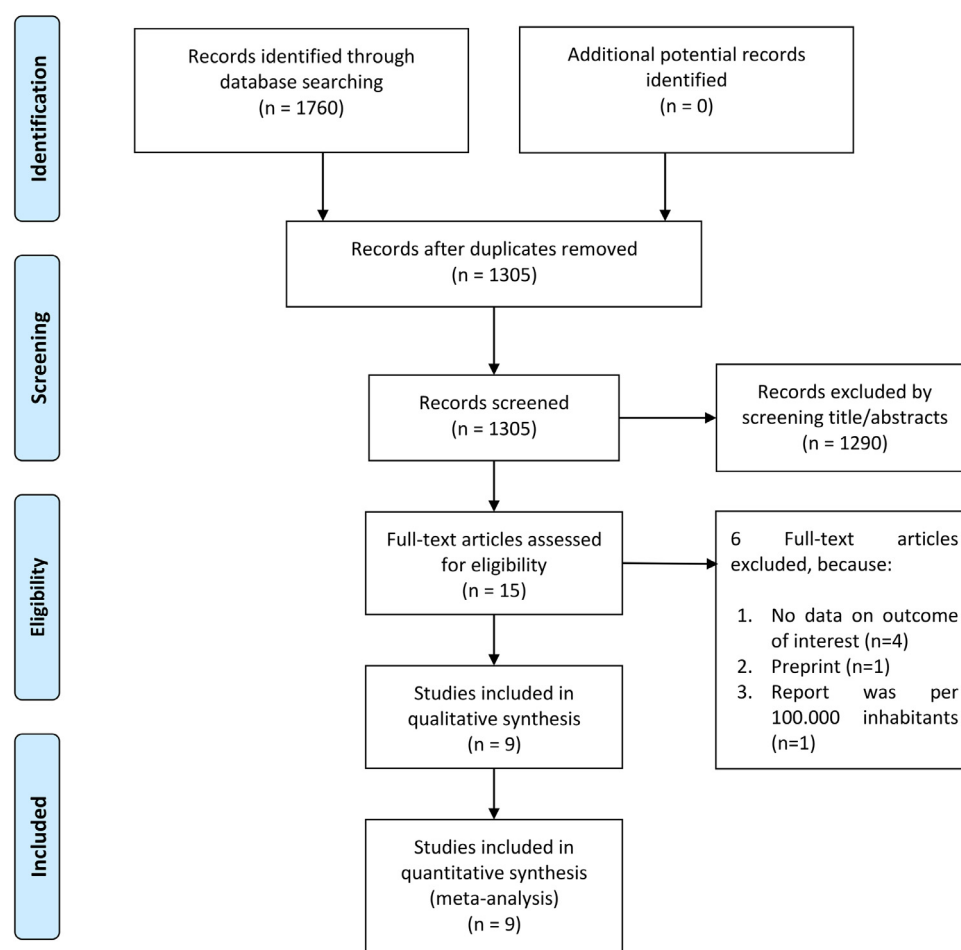 Identification
Records identified through
database searching
(n = 1760)
Additional potential records
identified
(n = 0)
Records after duplicates removed
(n = 1305)
Screening
Records screened
(n = 1305)
Records excluded by
screening title/abstracts
(n = 1290)
Eligibility
Full-text articles assessed
for eligibility
(n = 15)
6 Full-text articles
excluded, because:
1. No data on outcome
of interest (n=4)
2. Preprint (n=1)
3. Report was per
100.000 inhabitants
(n=1)
Studies included in
qualitative synthesis
(n = 9)
Included
Studies included in
quantitative synthesis
(meta-analysis)
(n = 9)